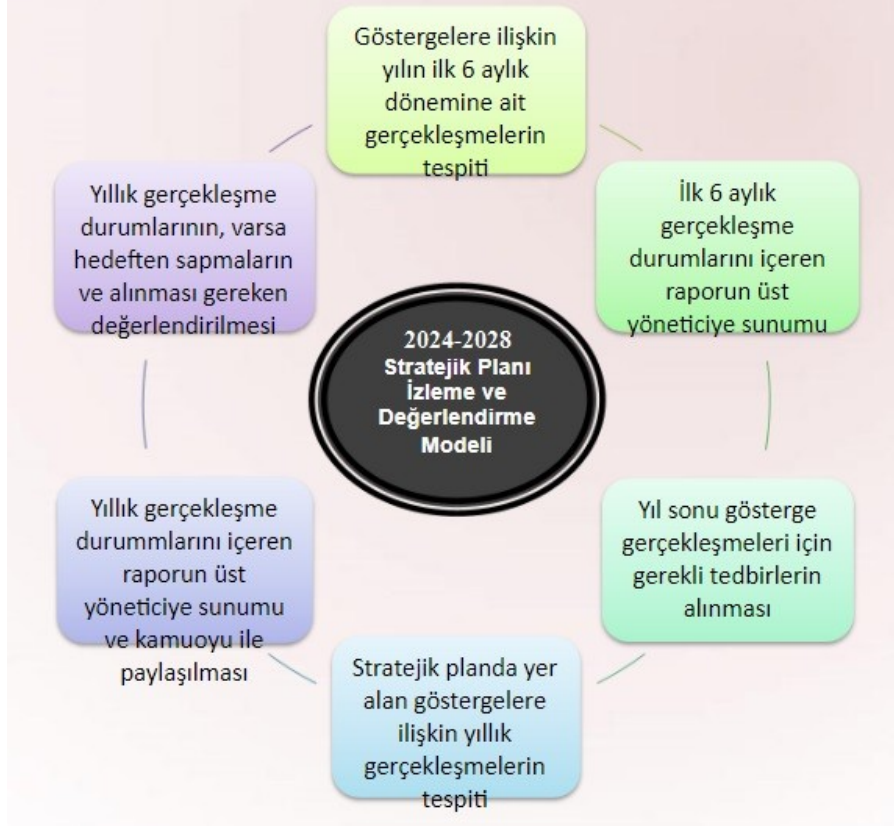 Göstergelere ilişkin
yılın ilk 6 aylık
dönemine ait
gerçekleşmelerin
tespiti
İlk 6 aylık
gerçekleşme
durumlarını içeren
raporun üst
yöneticiye sunumu
Yıl sonu gösterge
gerçekleşmeleri için
gerekli tedbirlerin
alınması
Stratejik planda yer
alan göstergelere
ilişkin yıllık
gerçekleşmelerin
tespiti
Yıllık gerçekleşme
durummlarını içeren
raporun üst
yöneticiye sunumu
ve kamuoyu ile
paylaşılması
Yıllık gerçekleşme
durumlarının, varsa
hedeften sapmaların
ve alınması gereken
değerlendirilmesi
2024-2028
Stratejik Planı
İzleme ve
Değerlendirme
Modeli